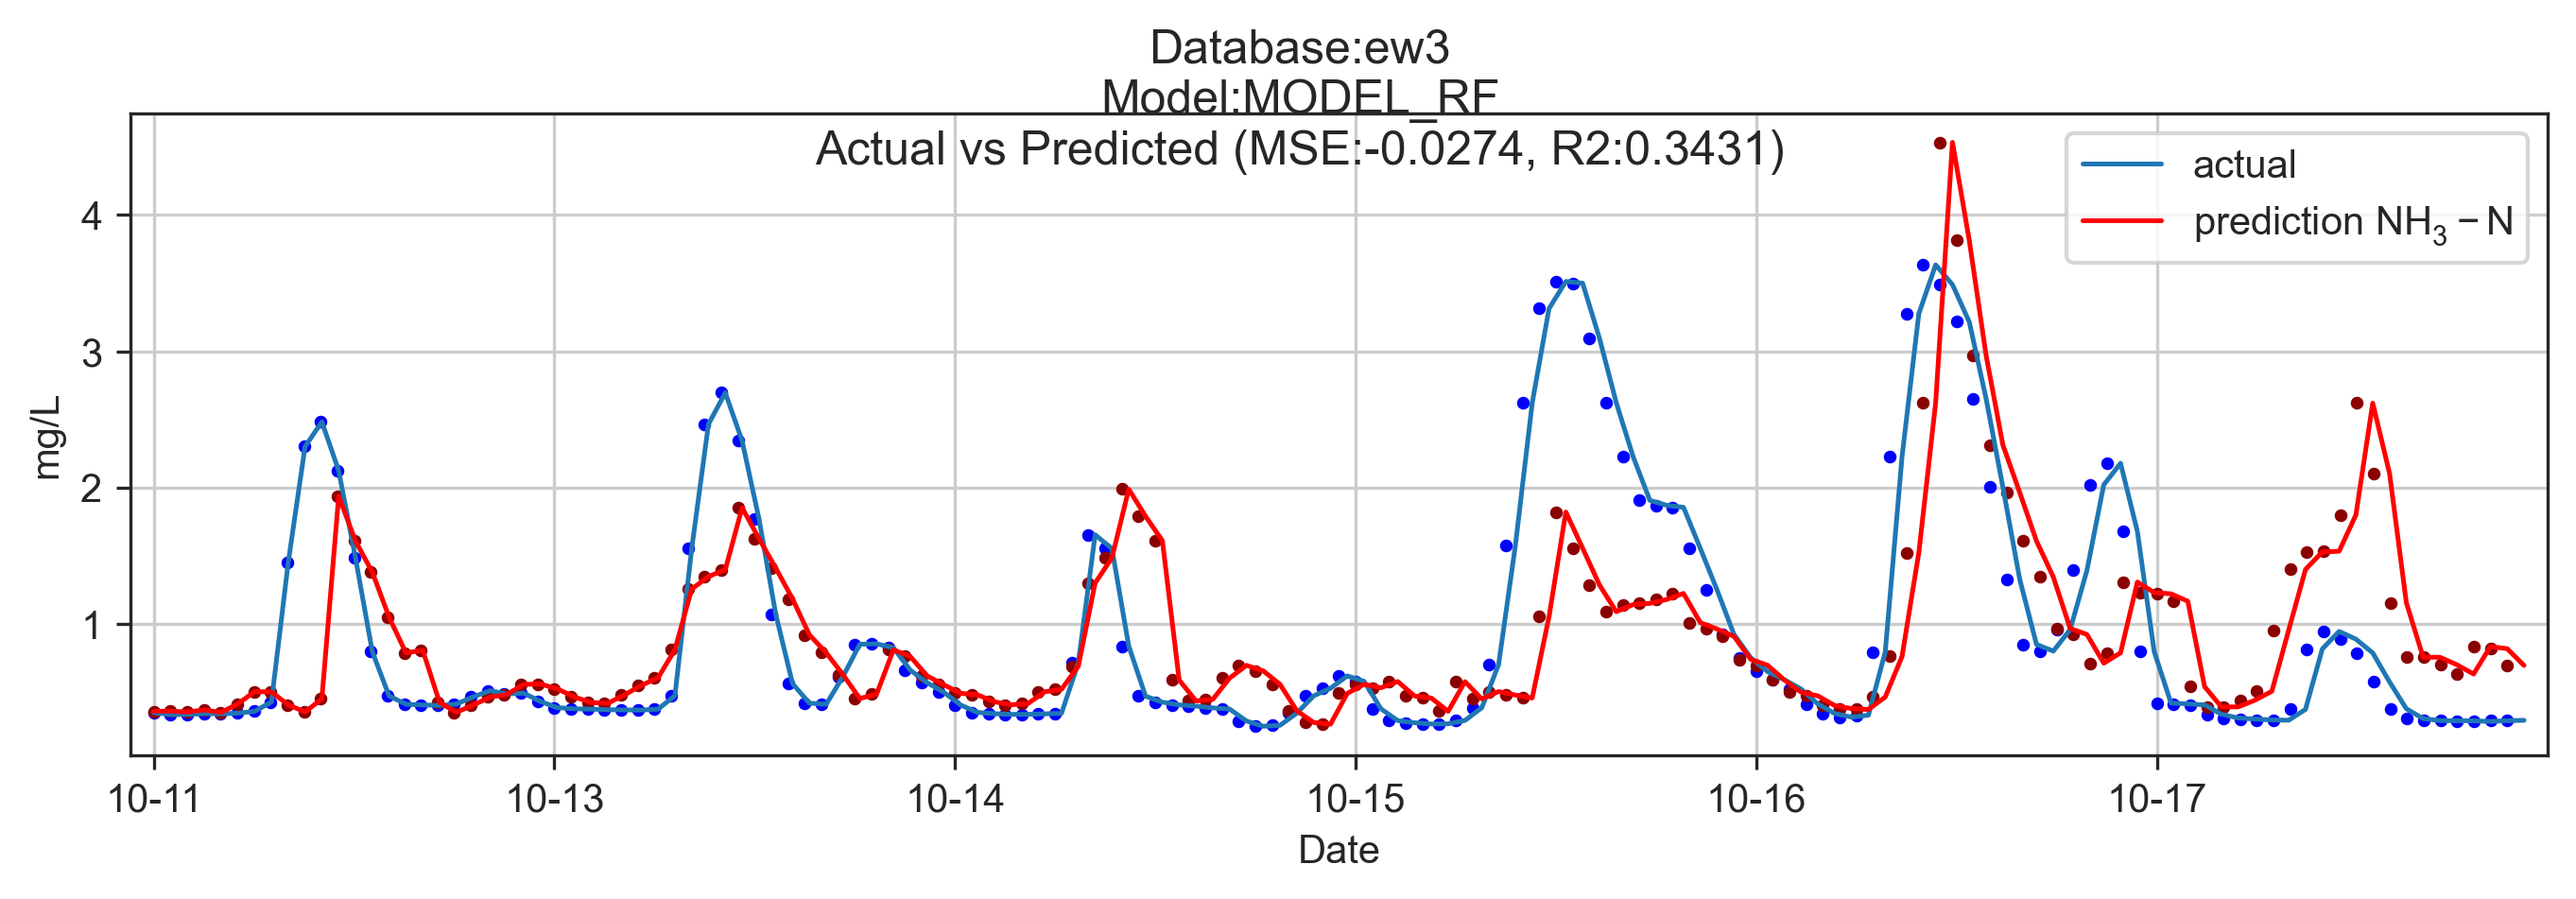 Database:ew3
Model:MODEL_RF
Actual vs Predicted (MSE:-0.0274, R2:0.3431)
actual
prediction NH₃ − N
mg/L
4
3
2
1
10-11 10-13 10-14 10-15 10-16 10-17
Date